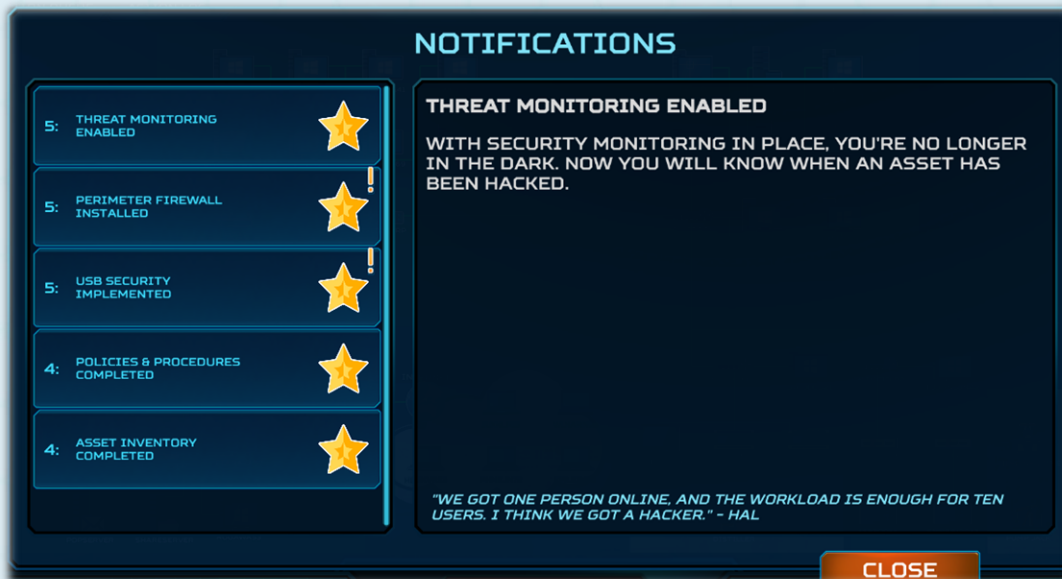 NOTIFICATIONS
5: THREAT MONITORING
ENABLED
5: PERIMETER FIREWALL
INSTALLED
!
5: USB SECURITY
IMPLEMENTED
!
4: POLICIES & PROCEDURES
COMPLETED
4: ASSET INVENTORY
COMPLETED
THREAT MONITORING ENABLED
WITH SECURITY MONITORING IN PLACE, YOU'RE NO LONGER
IN THE DARK. NOW YOU WILL KNOW WHEN AN ASSET HAS
BEEN HACKED.
"WE GOT ONE PERSON ONLINE, AND THE WORKLOAD IS ENOUGH FOR TEN
USERS. I THINK WE GOT A HACKER." - HAL
CLOSE